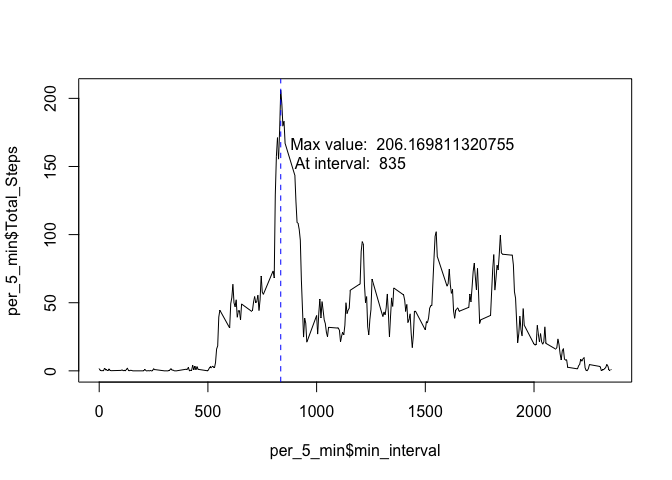 per_5_min$Total_Steps
200
150
100
50
0
Max value:  206.169811320755
At interval:  835
0
500
1000
1500
2000
per_5_min$min_interval